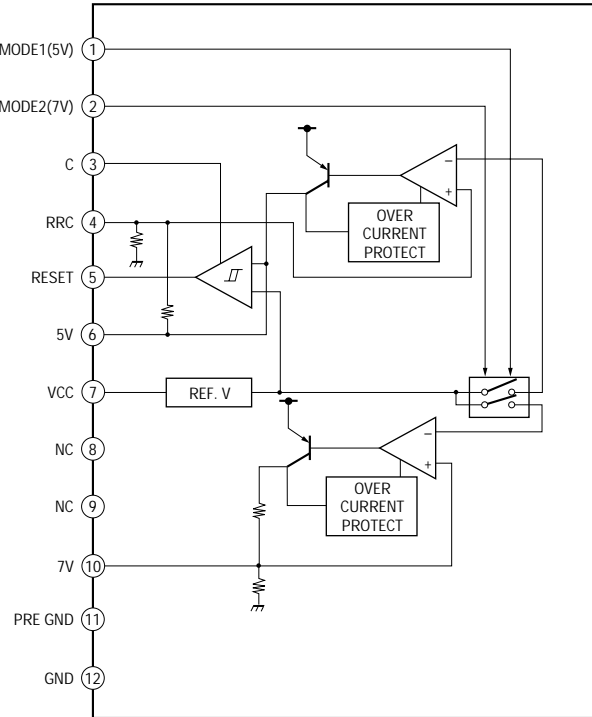 MODE1(5V) 1
MODE2(7V) 2
C 3
RRC 4
RESET 5
5V 6
VCC 7
NC 8
NC 9
7V 10
PRE GND 11
GND 12
−
+
OVER
CURRENT
PROTECT
REF. V
−
+
OVER
CURRENT
PROTECT